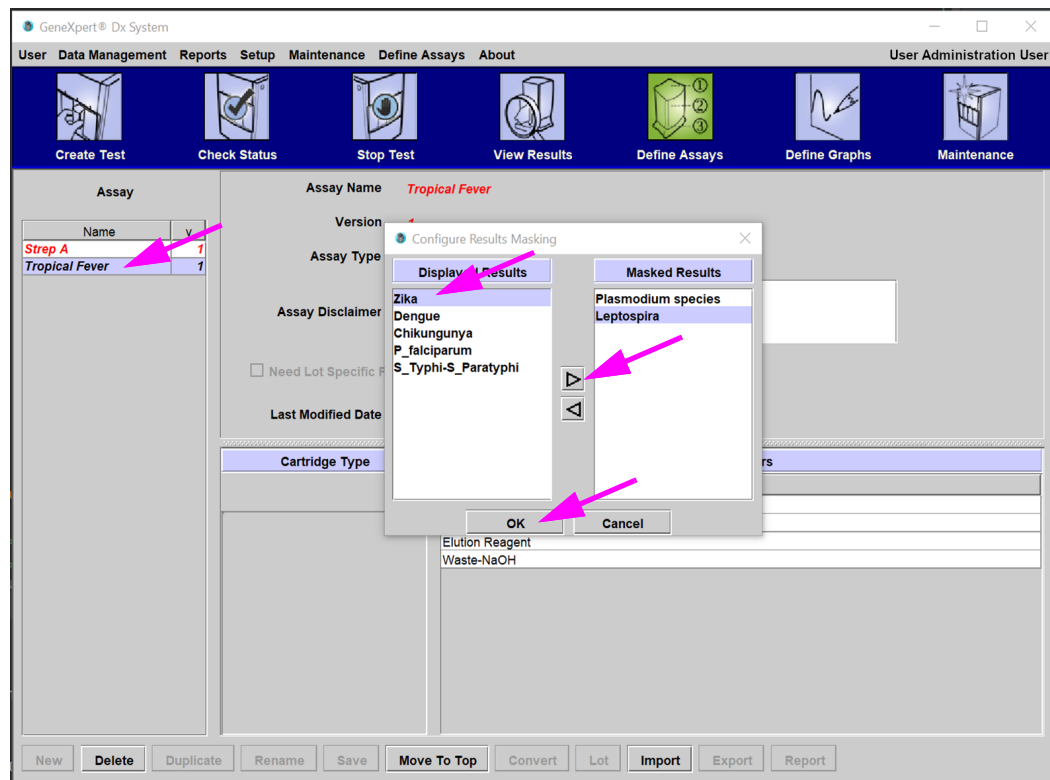 GeneXpert® Dx System
User Data Management Reports Setup Maintenance Define Assays About User Administration User
Create Test Check Status Stop Test View Results Define Assays Define Graphs Maintenance
Assay
Name v
Strep A 1
Tropical Fever 1
Assay Name Tropical Fever
Version
Assay Type
Assay Disclaimer
Need Lot Specific
Last Modified Date
Configure Results Masking
Displayed Results Masked Results
Zika
Dengue
Chikungunya
P_falciparum
S_Typhi-S_Paratyphi
Plasmodium species
Leptospira
OK Cancel
Cartridge Type rs
Elution Reagent
Waste-NaOH
New Delete Duplicate Rename Save Move To Top Convert Lot Import Export Report